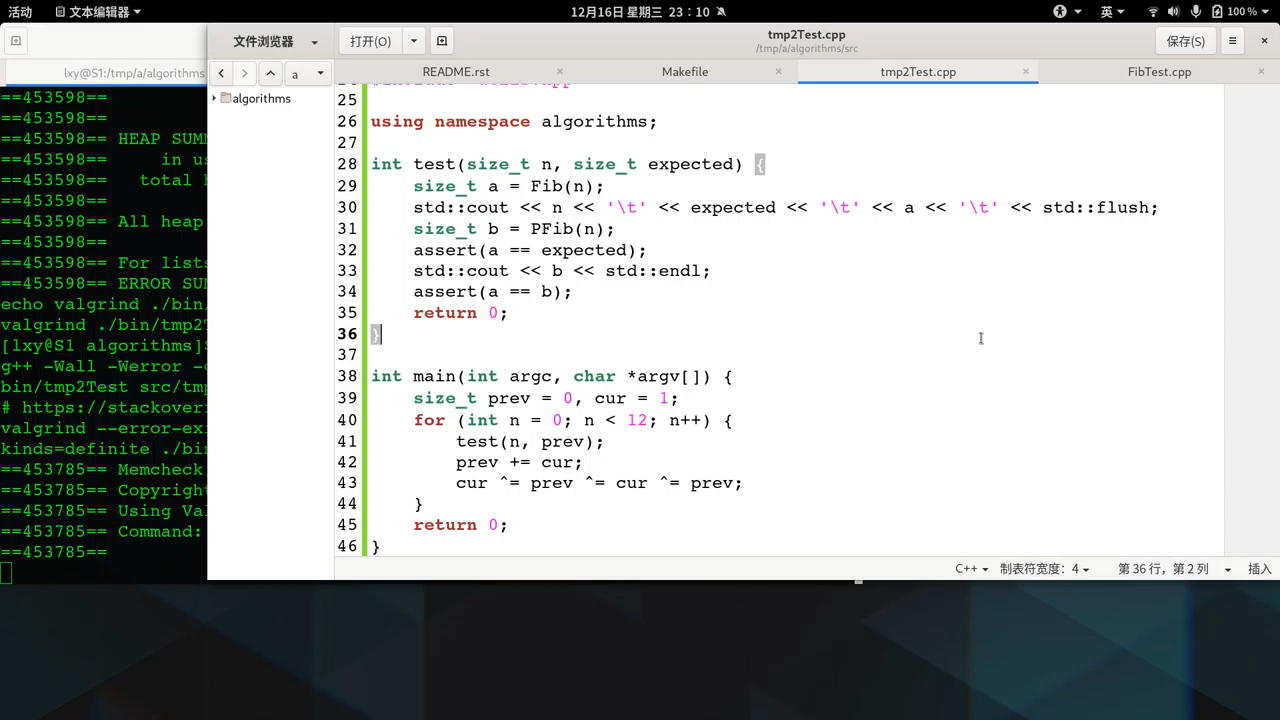 活动 文本编辑器 12月16日 星期三 23：10 英 100 %
文件浏览器 打开(O) tmp2Test.cpp 保存(S)
/tmp/a/algorithms/src
lxy@S1:/tmp/a/algorithms a README.rst Makefile tmp2Test.cpp FibTest.cpp
algorithms
==453598==
==453598==
==453598== HEAP SUMM
==453598== in us
==453598== total
==453598==
==453598== All heap
==453598==
==453598== For lists
==453598== ERROR SUM
echo valgrind ./bin/
valgrind ./bin/tmp2T
[lxy@S1 algorithms]$
g++ -Wall -Werror -
bin/tmp2Test src/tmp
# https://stackover
valgrind --error-ex
kinds=definite ./bin
==453785== Memcheck
==453785== Copyright
==453785== Using Val
==453785== Command:
==453785==
25
26 using namespace algorithms;
27
28 int test(size_t n, size_t expected) {
29 size_t a = Fib(n);
30 std::cout << n << '\t' << expected << '\t' << a << '\t' << std::flush;
31 size_t b = PFib(n);
32 assert(a == expected);
33 std::cout << b << std::endl;
34 assert(a == b);
35 return 0;
36 }
37
38 int main(int argc, char *argv[]) {
39 size_t prev = 0, cur = 1;
40 for (int n = 0; n < 12; n++) {
41 test(n, prev);
42 prev += cur;
43 cur ^= prev ^= cur ^= prev;
44 }
45 return 0;
46 }
C++ 制表符宽度：4 第 36 行，第 2 列 插入